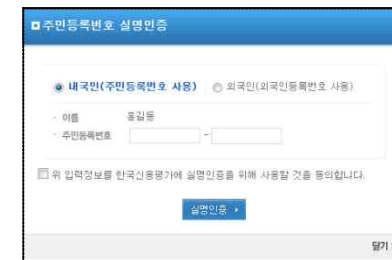 주민등록번호 실명인증
내국인(주민등록번호 사용) 외국인(외국인등록번호 사용)
· 이름 홍길동
· 주민등록번호 -
위 입력정보를 한국신용평가에 실명인증을 위해 사용할 것을 동의합니다.
실명인증
닫기